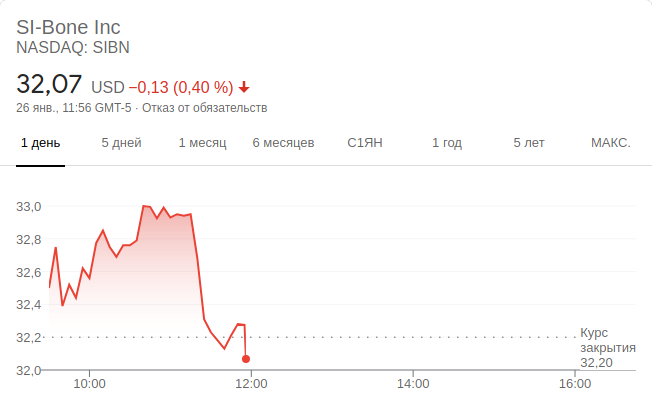 SI-Bone Inc
NASDAQ: SIBN
32,07 USD −0,13 (0,40 %)
26 янв., 11:56 GMT-5 · Отказ от обязательств
1 день 5 дней 1 месяц 6 месяцев С1ЯН 1 год 5 лет МАКС.
33,0
32,8
32,6
32,4
32,2
32,0
Курс
закрытия
32,20
10:00 12:00 14:00 16:00